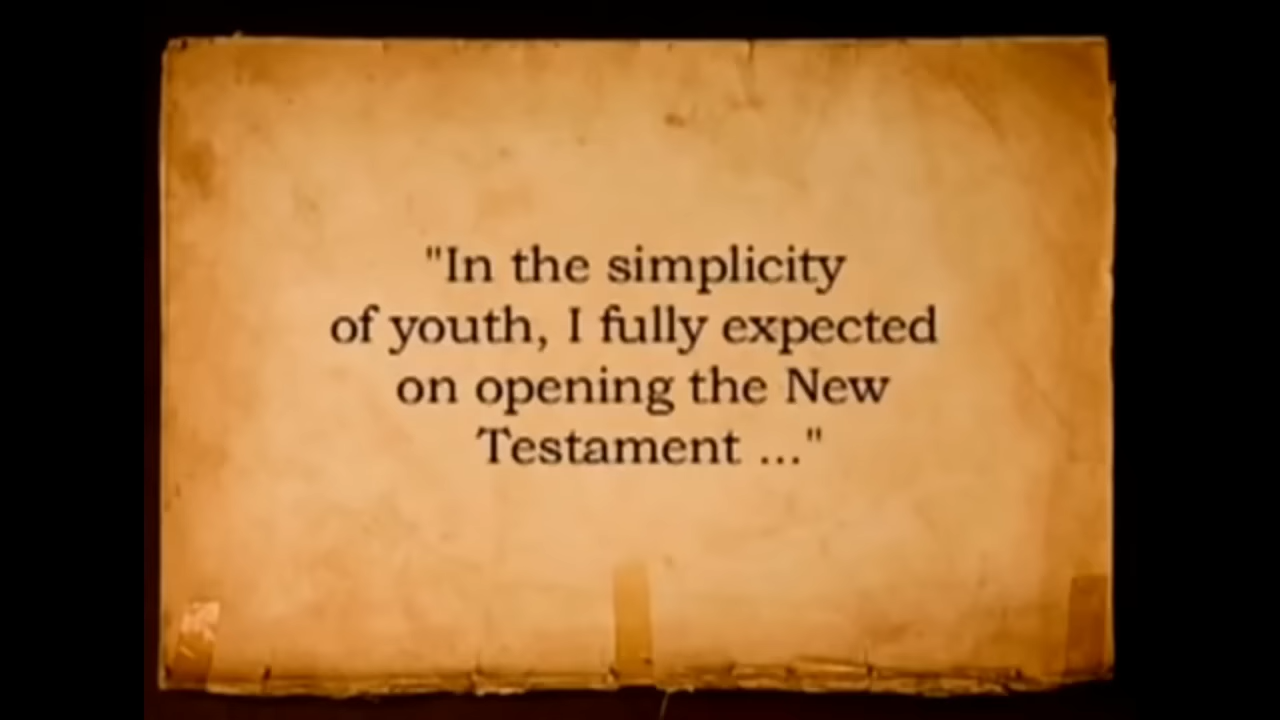 "In the simplicity
of youth, I fully expected
on opening the New
Testament ..."